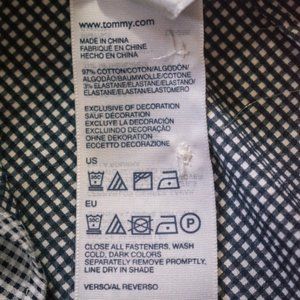 www.tommy.com
MADE IN CHINA
FABRIQUÉ EN CHINE
HECHO EN CHINA
97% COTTON/COTON/ALGODÓN/
ALGODÃO/BAUMWOLLE/COTONE
3% ELASTANE/ELASTHANNE/ELASTANO/
ELASTANE/ELASTAN/ELASTOMERO
EXCLUSIVE OF DECORATION
SAUF DÉCORATION
EXCLUYE LA DECORACIÓN
EXCLUINDO DECORAÇÃO
OHNE DEKORATION
ECCETTO DECORAZIONE
US
EU
P
CLOSE ALL FASTENERS, WASH
COLD, DARK COLORS
SEPARATELY REMOVE PROMPTLY,
LINE DRY IN SHADE
VERSO/AL REVERSO